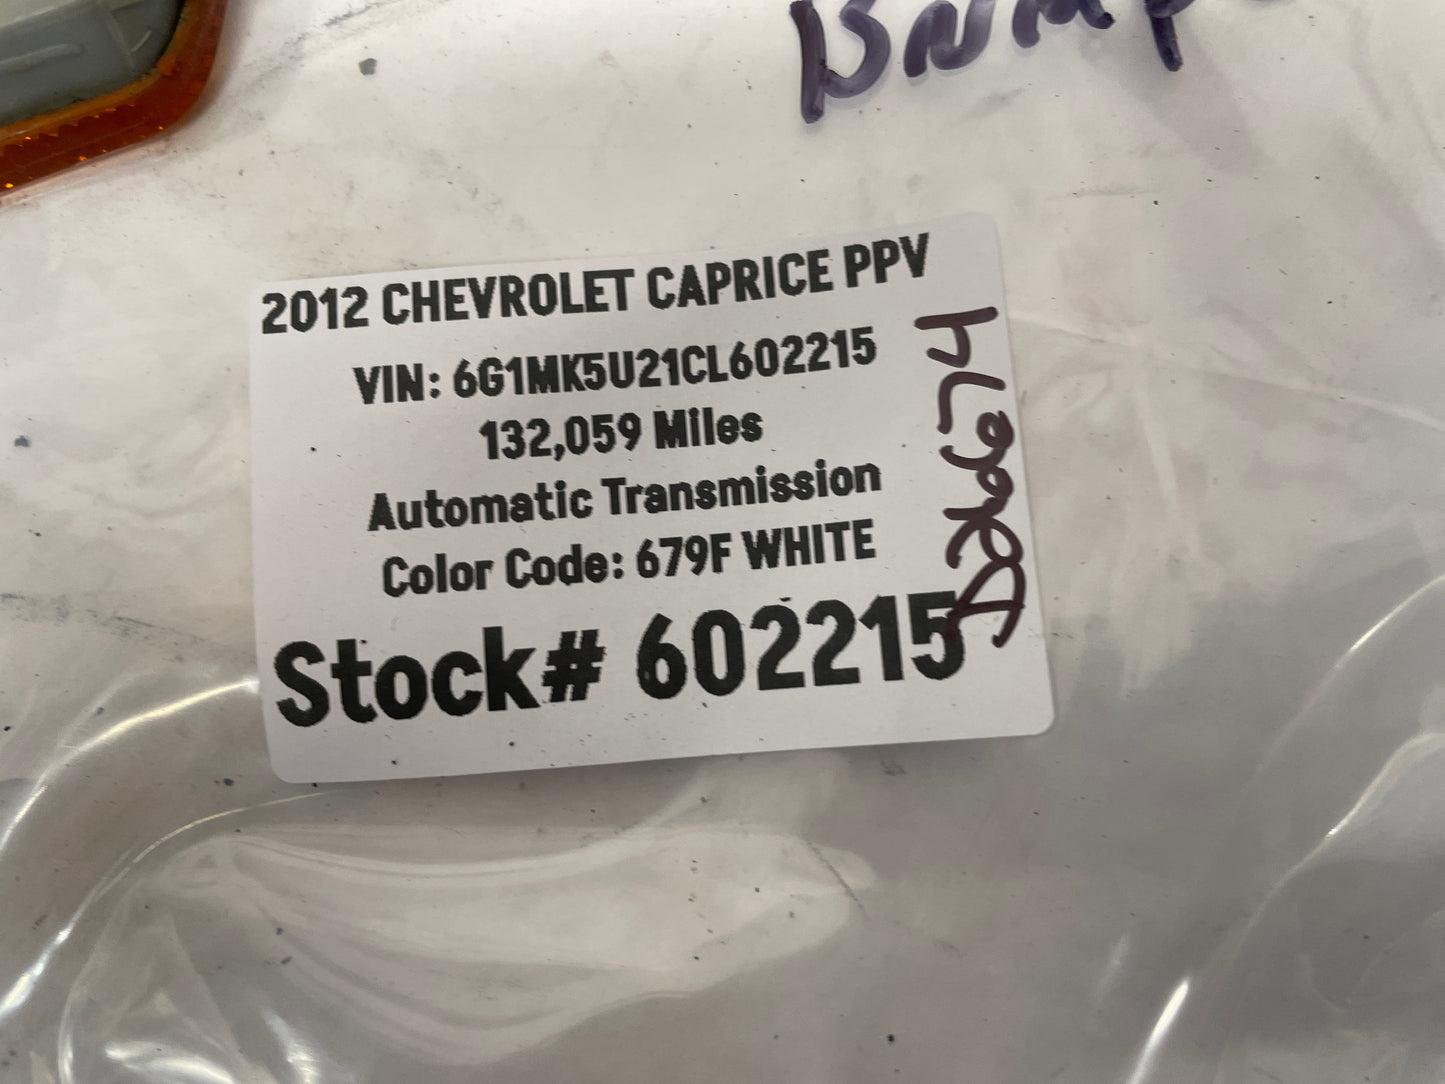 2012 CHEVROLET CAPRICE PPV
VIN: 6G1MK5U21CL602215
132,059 Miles
Automatic Transmission
Color Code: 679F WHITE
Stock# 602215